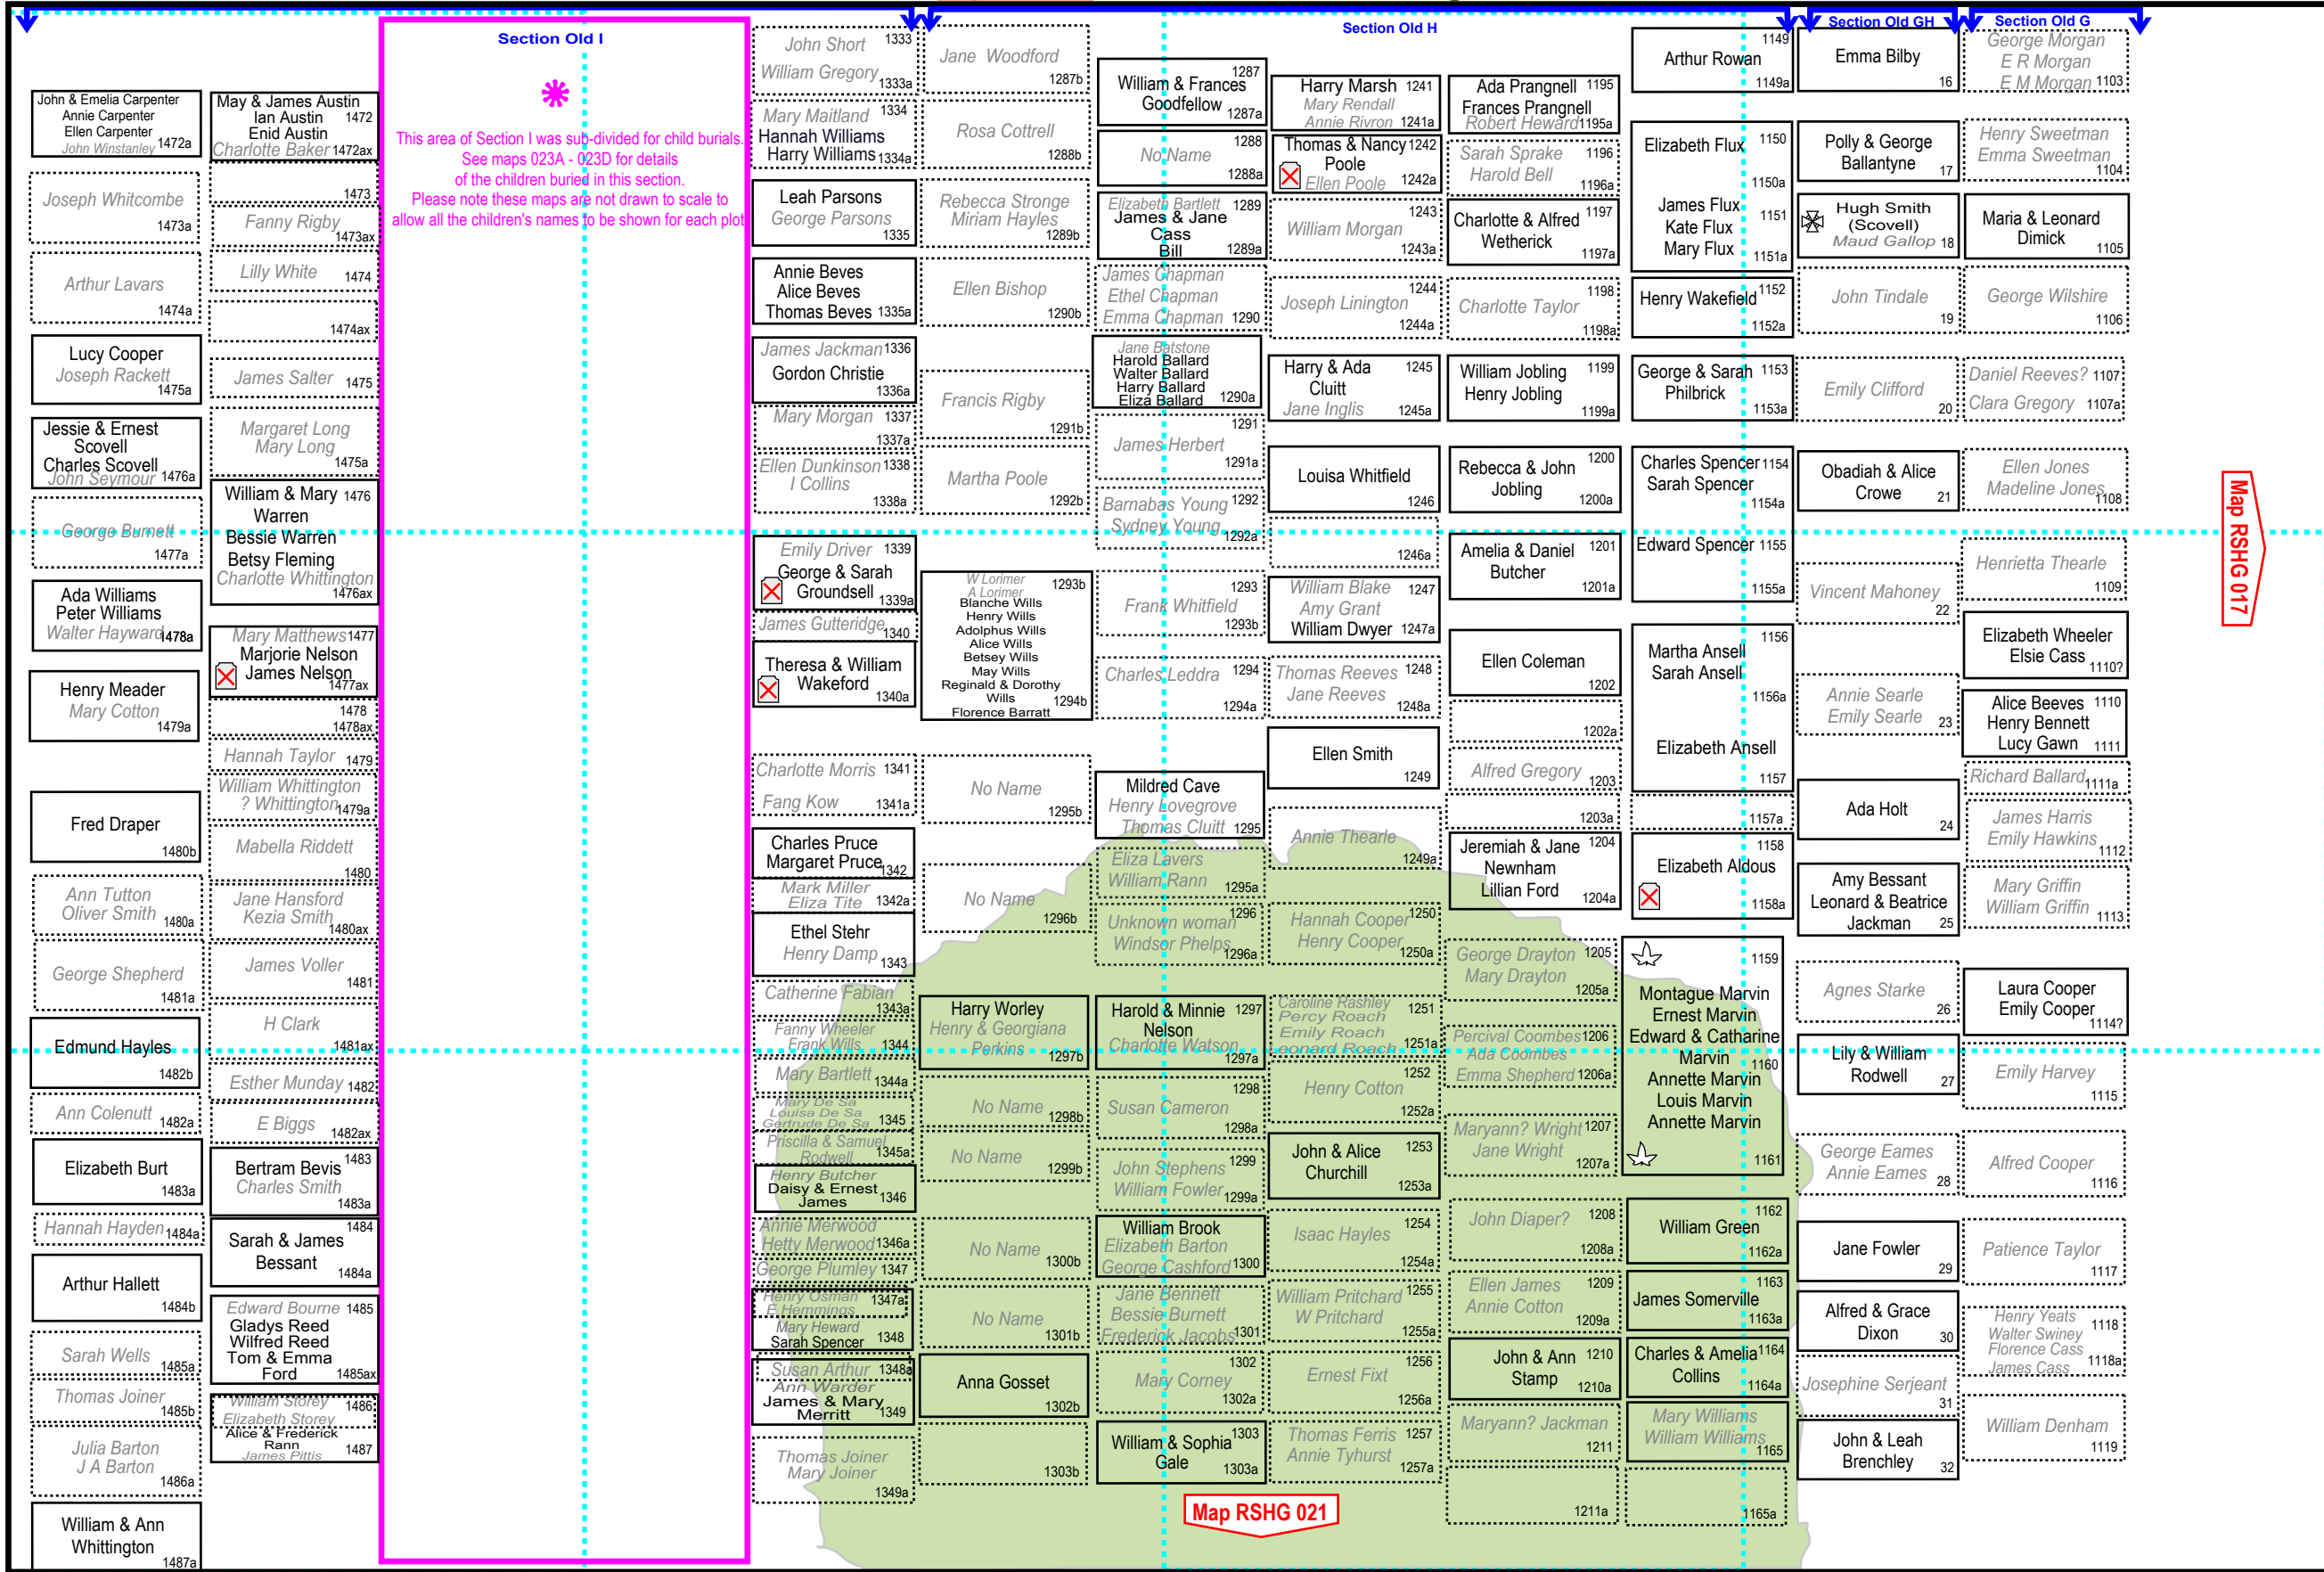 Section Old I
Section Old H
Section Old GH
Section Old G
This area of Section I was sub-divided for child burials.
See maps 023A - 023D for details
of the children buried in this section.
Please note these maps are not drawn to scale to
allow all the children's names to be shown for each plot
John & Emelia Carpenter
Annie Carpenter
Ellen Carpenter
John Winstanley 1472a
Joseph Whitcombe
1473a
Arthur Lavars
1474a
Lucy Cooper
Joseph Rackett
1475a
Jessie & Ernest
Scovell
Charles Scovell
John Seymour 1476a
George Burnett
1477a
Ada Williams
Peter Williams
Walter Hayward 1478a
Henry Meader
Mary Cotton
1479a
Fred Draper
1480b
Ann Tutton
Oliver Smith 1480a
George Shepherd
1481a
Edmund Hayles
1482b
Ann Colenutt
1482a
Elizabeth Burt
1483a
Hannah Hayden 1484a
Arthur Hallett
1484b
Sarah Wells
1485a
Thomas Joiner
1485b
Julia Barton
J A Barton
1486a
William & Ann
Whittington
1487a
May & James Austin
Ian Austin 1472
Enid Austin
Charlotte Baker 1472ax
1473
Fanny Rigby
1473ax
Lilly White 1474
1474ax
James Salter 1475
Margaret Long
Mary Long
1475a
William & Mary 1476
Warren
Bessie Warren
Betsy Fleming
Charlotte Whittington
1476ax
Mary Matthews 1477
Marjorie Nelson
James Nelson
1477ax
1478
1478ax
Hannah Taylor 1479
William Whittington
? Whittington 1479a
Mabella Riddett
1480
Jane Hansford
Kezia Smith
1480ax
James Voller
1481
H Clark
1481ax
Esther Munday 1482
E Biggs
1482ax
Bertram Bevis 1483
Charles Smith
1483a
1484
Sarah & James
Bessant
1484a
Edward Bourne 1485
Gladys Reed
Wilfred Reed
Tom & Emma
Ford 1485ax
William Storey 1486
Elizabeth Storey
Alice & Frederick
Rann 1487
James Pittis
John Short 1333
William Gregory 1333a
Mary Maitland 1334
Hannah Williams
Harry Williams 1334a
Leah Parsons
George Parsons
1335
Annie Beves
Alice Beves
Thomas Beves 1335a
James Jackman 1336
Gordon Christie
1336a
Mary Morgan 1337
1337a
Ellen Dunkinson 1338
I Collins
1338a
Emily Driver 1339
George & Sarah
Groundsell 1339a
James Gutteridge 1340
Theresa & William
Wakeford
1340a
Charlotte Morris 1341
Fang Kow 1341a
Charles Pruce
Margaret Pruce 1342
Mark Miller
Eliza Tite 1342a
Ethel Stehr
Henry Damp 1343
Catherine Fabian
1343a
Fanny Wheeler
Frank Wills 1344
Mary Bartlett 1344a
Mary De Sa
Louisa De Sa 1345
Gertrude De Sa
Priscilla & Samuel
Rodwell 1345a
Henry Butcher
Daisy & Ernest 1346
James
Annie Merwood
Hetty Merwood 1346a
George Plumley 1347
Henry Osman 1347a
E Hemmings
Mary Heward
Sarah Spencer 1348
Susan Arthur 1348a
Ann Warder
James & Mary
Merritt 1349
Thomas Joiner
Mary Joiner
1349a
Jane Woodford
1287b
Rosa Cottrell
1288b
Rebecca Stronge
Miriam Hayles
1289b
Ellen Bishop
1290b
Francis Rigby
1291b
Martha Poole
1292b
W Lorimer 1293b
A Lorimer
Blanche Wills
Henry Wills
Adolphus Wills
Alice Wills
Betsey Wills
May Wills
Reginald & Dorothy
Wills 1294b
Florence Barratt
No Name
1295b
No Name
1296b
Harry Worley
Henry & Georgiana
Perkins
1297b
No Name
1298b
No Name
1299b
No Name
1300b
No Name
1301b
Anna Gosset
1302b
1303b
1287
William & Frances
Goodfellow
1287a
1288
No Name
1288a
Elizabeth Bartlett 1289
James & Jane
Cass
Bill 1289a
James Chapman
Ethel Chapman
Emma Chapman 1290
Jane Batstone
Harold Ballard
Walter Ballard
Harry Ballard
Eliza Ballard 1290a
1291
James Herbert
1291a
Barnabas Young 1292
Sydney Young
1292a
1293
Frank Whitfield
1293b
Charles Leddra 1294
1294a
Mildred Cave
Henry Lovegrove
Thomas Cluitt 1295
Eliza Lavers
William Rann
1295a
Unknown woman 1296
Windsor Phelps
1296a
Harold & Minnie 1297
Nelson
Charlotte Watson
1297a
1298
Susan Cameron
1298a
John Stephens 1299
William Fowler
1299a
William Brook
Elizabeth Barton
George Cashford 1300
Jane Bennett
Bessie Burnett
Frederick Jacobs 1301
1302
Mary Corney
1302a
William & Sophia 1303
Gale
1303a
Harry Marsh 1241
Mary Rendall
Annie Rivron 1241a
Thomas & Nancy 1242
Poole
Ellen Poole 1242a
1243
William Morgan
1243a
1244
Joseph Linington
1244a
Harry & Ada 1245
Cluitt
Jane Inglis 1245a
Louisa Whitfield
1246
1246a
William Blake 1247
Amy Grant
William Dwyer 1247a
Thomas Reeves 1248
Jane Reeves
1248a
Ellen Smith
1249
Annie Thearle
1249a
Hannah Cooper 1250
Henry Cooper
1250a
Caroline Rashley
Percy Roach 1251
Emily Roach
Leonard Roach 1251a
1252
Henry Cotton
1252a
John & Alice 1253
Churchill
1253a
Isaac Hayles 1254
1254a
William Pritchard 1255
W Pritchard
1255a
1256
Ernest Fixt
1256a
Thomas Ferris 1257
Annie Tyhurst
1257a
Ada Prangnell 1195
Frances Prangnell
Robert Heward 1195a
Sarah Sprake 1196
Harold Bell
1196a
Charlotte & Alfred 1197
Wetherick
1197a
1198
Charlotte Taylor
1198a
William Jobling 1199
Henry Jobling
1199a
Rebecca & John 1200
Jobling
1200a
Amelia & Daniel 1201
Butcher
1201a
Ellen Coleman
1202
1202a
Alfred Gregory 1203
1203a
Jeremiah & Jane 1204
Newnham
Lillian Ford
1204a
George Drayton 1205
Mary Drayton
1205a
Percival Coombes 1206
Ada Coombes
Emma Shepherd 1206a
Maryann? Wright 1207
Jane Wright
1207a
John Diaper? 1208
1208a
Ellen James 1209
Annie Cotton
1209a
John & Ann 1210
Stamp
1210a
Maryann? Jackman
1211
1211a
1149
Arthur Rowan
1149a
Elizabeth Flux 1150
1150a
James Flux
Kate Flux 1151
Mary Flux
1151a
Henry Wakefield 1152
1152a
George & Sarah 1153
Philbrick
1153a
Charles Spencer 1154
Sarah Spencer
1154a
Edward Spencer 1155
1155a
1156
Martha Ansell
Sarah Ansell
1156a
Elizabeth Ansell
1157
1157a
1158
Elizabeth Aldous
1158a
1159
Montague Marvin
Ernest Marvin
Edward & Catharine
Marvin
1160
Annette Marvin
Louis Marvin
Annette Marvin
1161
1162
William Green
1162a
1163
James Somerville
1163a
Charles & Amelia 1164
Collins
1164a
Mary Williams
William Williams
1165
1165a
Emma Bilby
16
Polly & George
Ballantyne
17
Hugh Smith
(Scovell)
Maud Gallop 18
John Tindale
19
Emily Clifford
20
Obadiah & Alice
Crowe
21
Vincent Mahoney
22
Annie Searle
Emily Searle 23
Ada Holt
24
Amy Bessant
Leonard & Beatrice
Jackman 25
Agnes Starke
26
Lily & William
Rodwell
27
George Eames
Annie Eames
28
Jane Fowler
29
Alfred & Grace
Dixon
30
Josephine Serjeant
31
John & Leah
Brenchley
32
George Morgan
E R Morgan
E M Morgan 1103
Henry Sweetman
Emma Sweetman
1104
Maria & Leonard
Dimick
1105
George Wilshire
1106
Daniel Reeves? 1107
Clara Gregory 1107a
Ellen Jones
Madeline Jones
1108
Henrietta Thearle
1109
Elizabeth Wheeler
Elsie Cass
1110?
Alice Beeves 1110
Henry Bennett
Lucy Gawn 1111
Richard Ballard
1111a
James Harris
Emily Hawkins
1112
Mary Griffin
William Griffin
1113
Laura Cooper
Emily Cooper
1114?
Emily Harvey
1115
Alfred Cooper
1116
Patience Taylor
1117
Henry Yeats
Walter Swiney 1118
Florence Cass
James Cass 1118a
William Denham
1119
Map RSHG 017
Map RSHG 021